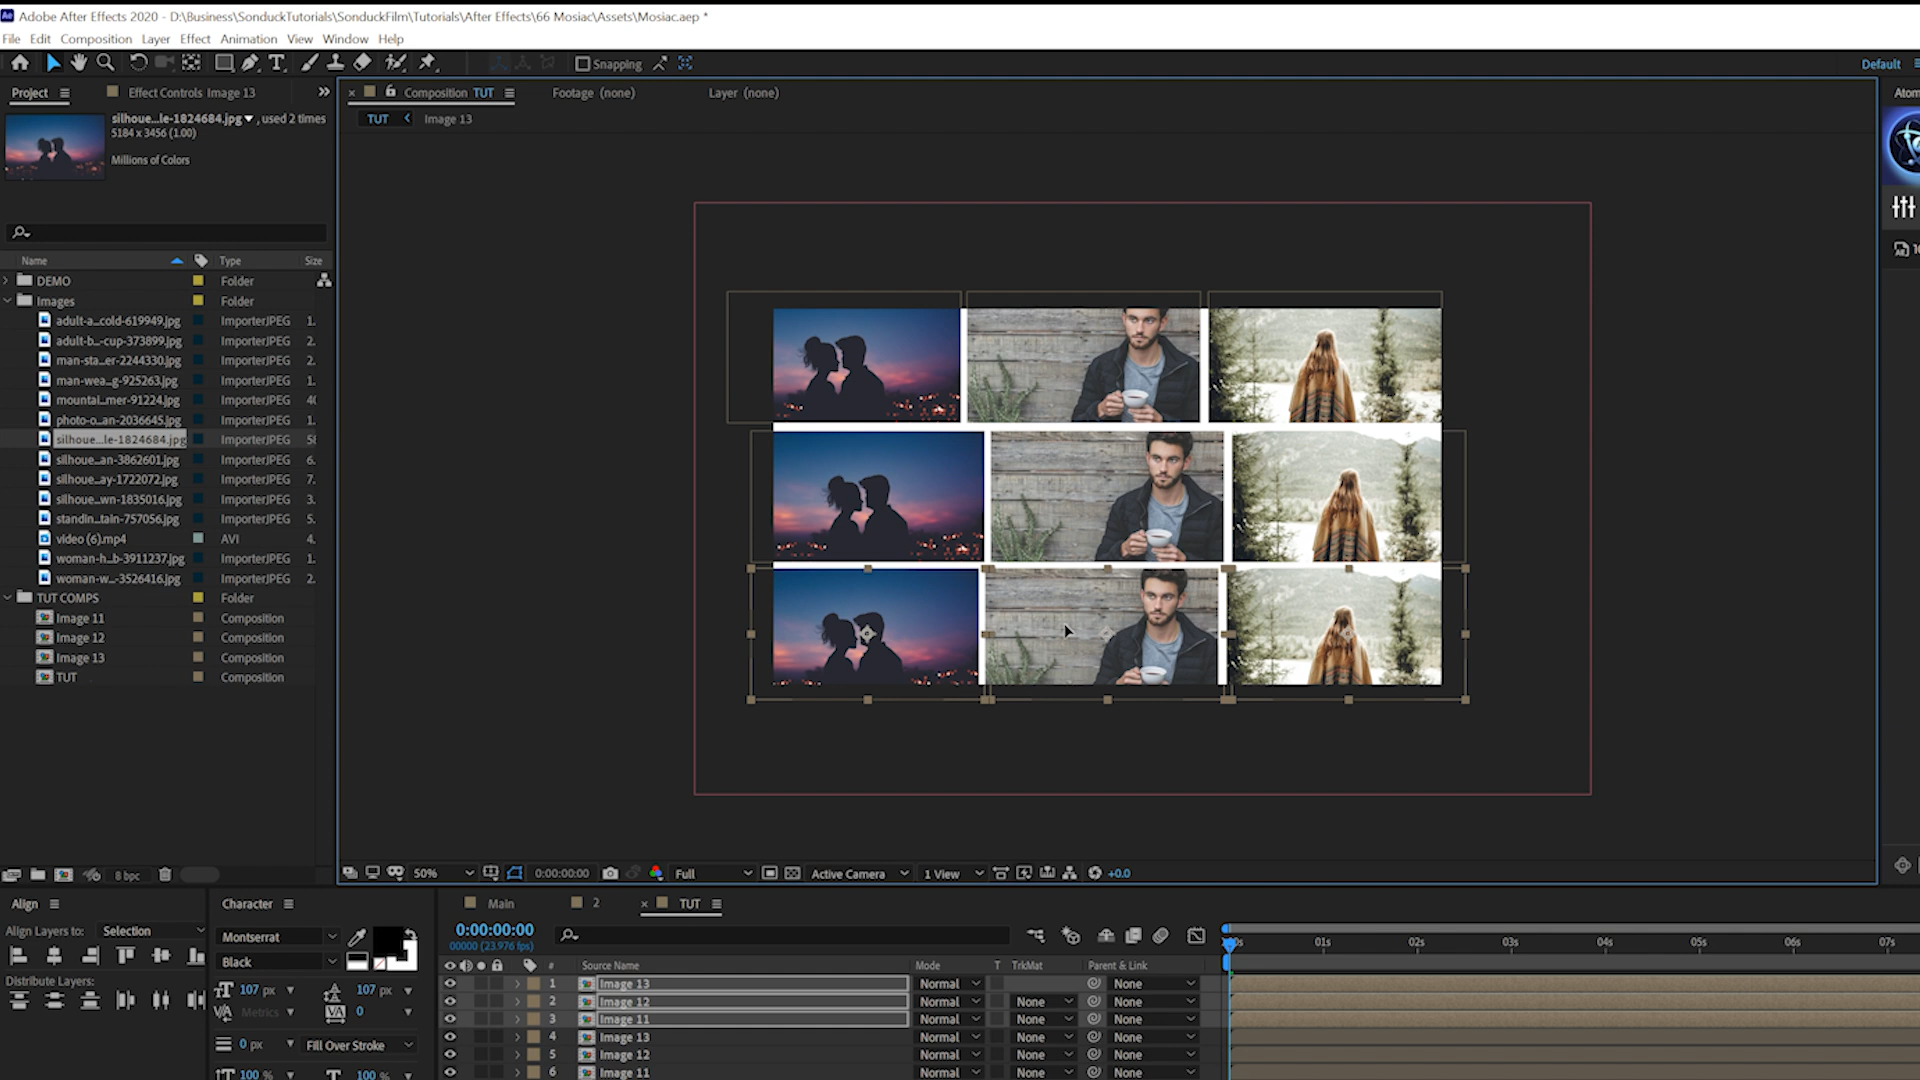 Adobe After Effects 2020 - D:\Business\SonduckTutorials\SonduckFilm\Tutorials\After Effects\66 Mosiac\Assets\Mosiac.aep *
File Edit Composition Layer Effect Animation View Window Help
Snapping
Default
Project
Effect Controls Image 13
Composition TUT
Footage (none)
Layer (none)
Atom
TUT
Image 13
silhoue...le-1824684.jpg , used 2 times
5184 x 3456 (1.00)
Millions of Colors
Name Type Size
DEMO Folder
Images Folder
adult-a...cold-619949.jpg ImporterJPEG 1.
adult-b...-cup-373899.jpg ImporterJPEG 2.
man-sta...er-2244330.jpg ImporterJPEG 2.
man-wea...g-925263.jpg ImporterJPEG 1.
mountai...mer-91224.jpg ImporterJPEG 40
photo-o...an-2036645.jpg ImporterJPEG 1.
silhoue...le-1824684.jpg ImporterJPEG 58
silhoue...an-3862601.jpg ImporterJPEG 6.
silhoue...ay-1722072.jpg ImporterJPEG 7.
silhoue...wn-1835016.jpg ImporterJPEG 3.
standin...tain-757056.jpg ImporterJPEG 5.
video (6).mp4 AVI 4.
woman-h...b-3911237.jpg ImporterJPEG 1.
woman-w...-3526416.jpg ImporterJPEG 2.
TUT COMPS Folder
Image 11 Composition
Image 12 Composition
Image 13 Composition
TUT Composition
8 bpc
50%
0:00:00:00
Full
Active Camera
1 View
+0.0
Align
Align Layers to: Selection
Distribute Layers:
Character
Montserrat
Black
107 px
107 px
Metrics
0
0 px
Fill Over Stroke
100 %
100 %
Main
2
TUT
0:00:00:00
00000 (23.976 fps)
01s 02s 03s 04s 05s 06s 07s
# Source Name Mode T TrkMat Parent & Link
1 Image 13 Normal None
2 Image 12 Normal None None
3 Image 11 Normal None None
4 Image 13 Normal None None
5 Image 12 Normal None None
6 Image 11 Normal None None